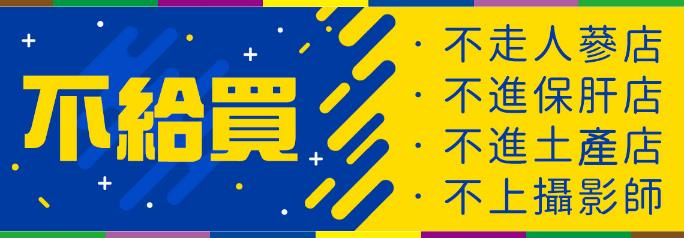 不給買
· 不走人蔘店
· 不進保肝店
· 不進土產店
· 不上攝影師